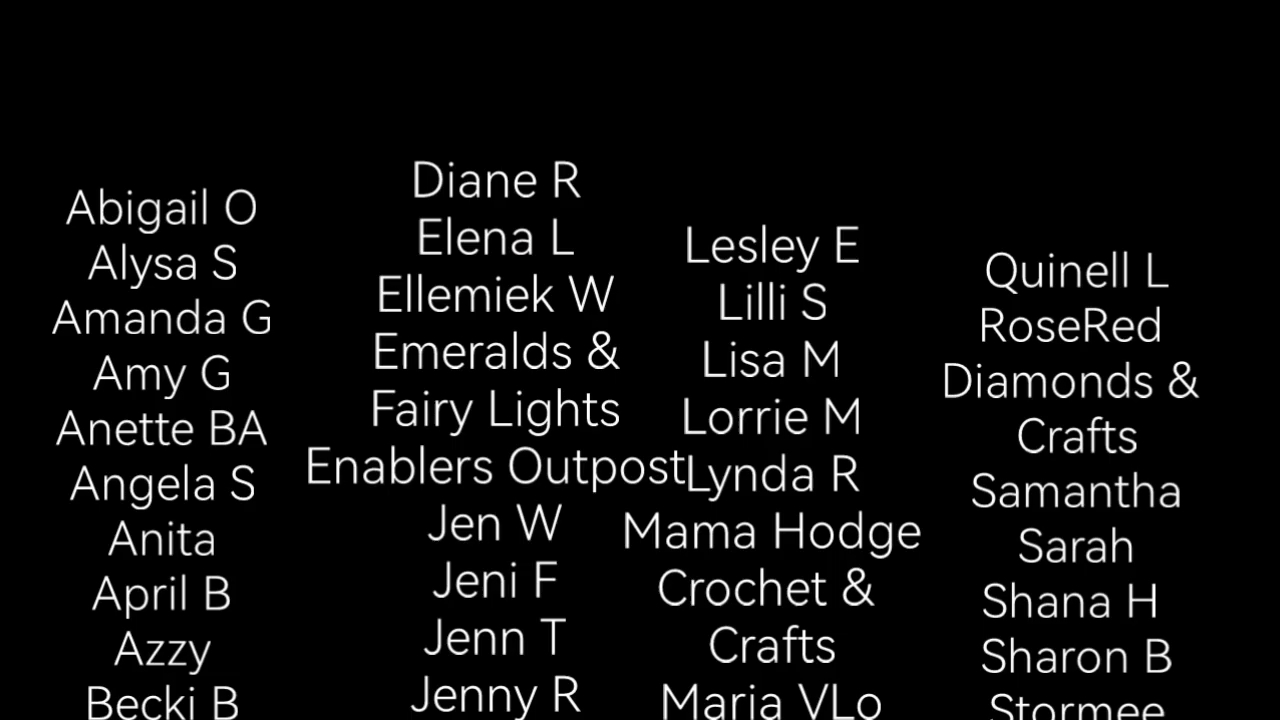 Abigail O
Alysa S
Amanda G
Amy G
Anette BA
Angela S
Anita
April B
Azzy
Becki B
Diane R
Elena L
Ellemiek W
Emeralds &
Fairy Lights
Enablers Outpost
Jen W
Jeni F
Jenn T
Jenny R
Lesley E
Lilli S
Lisa M
Lorrie M
Lynda R
Mama Hodge
Crochet &
Crafts
Maria VLo
Quinell L
RoseRed
Diamonds &
Crafts
Samantha
Sarah
Shana H
Sharon B
Stormee